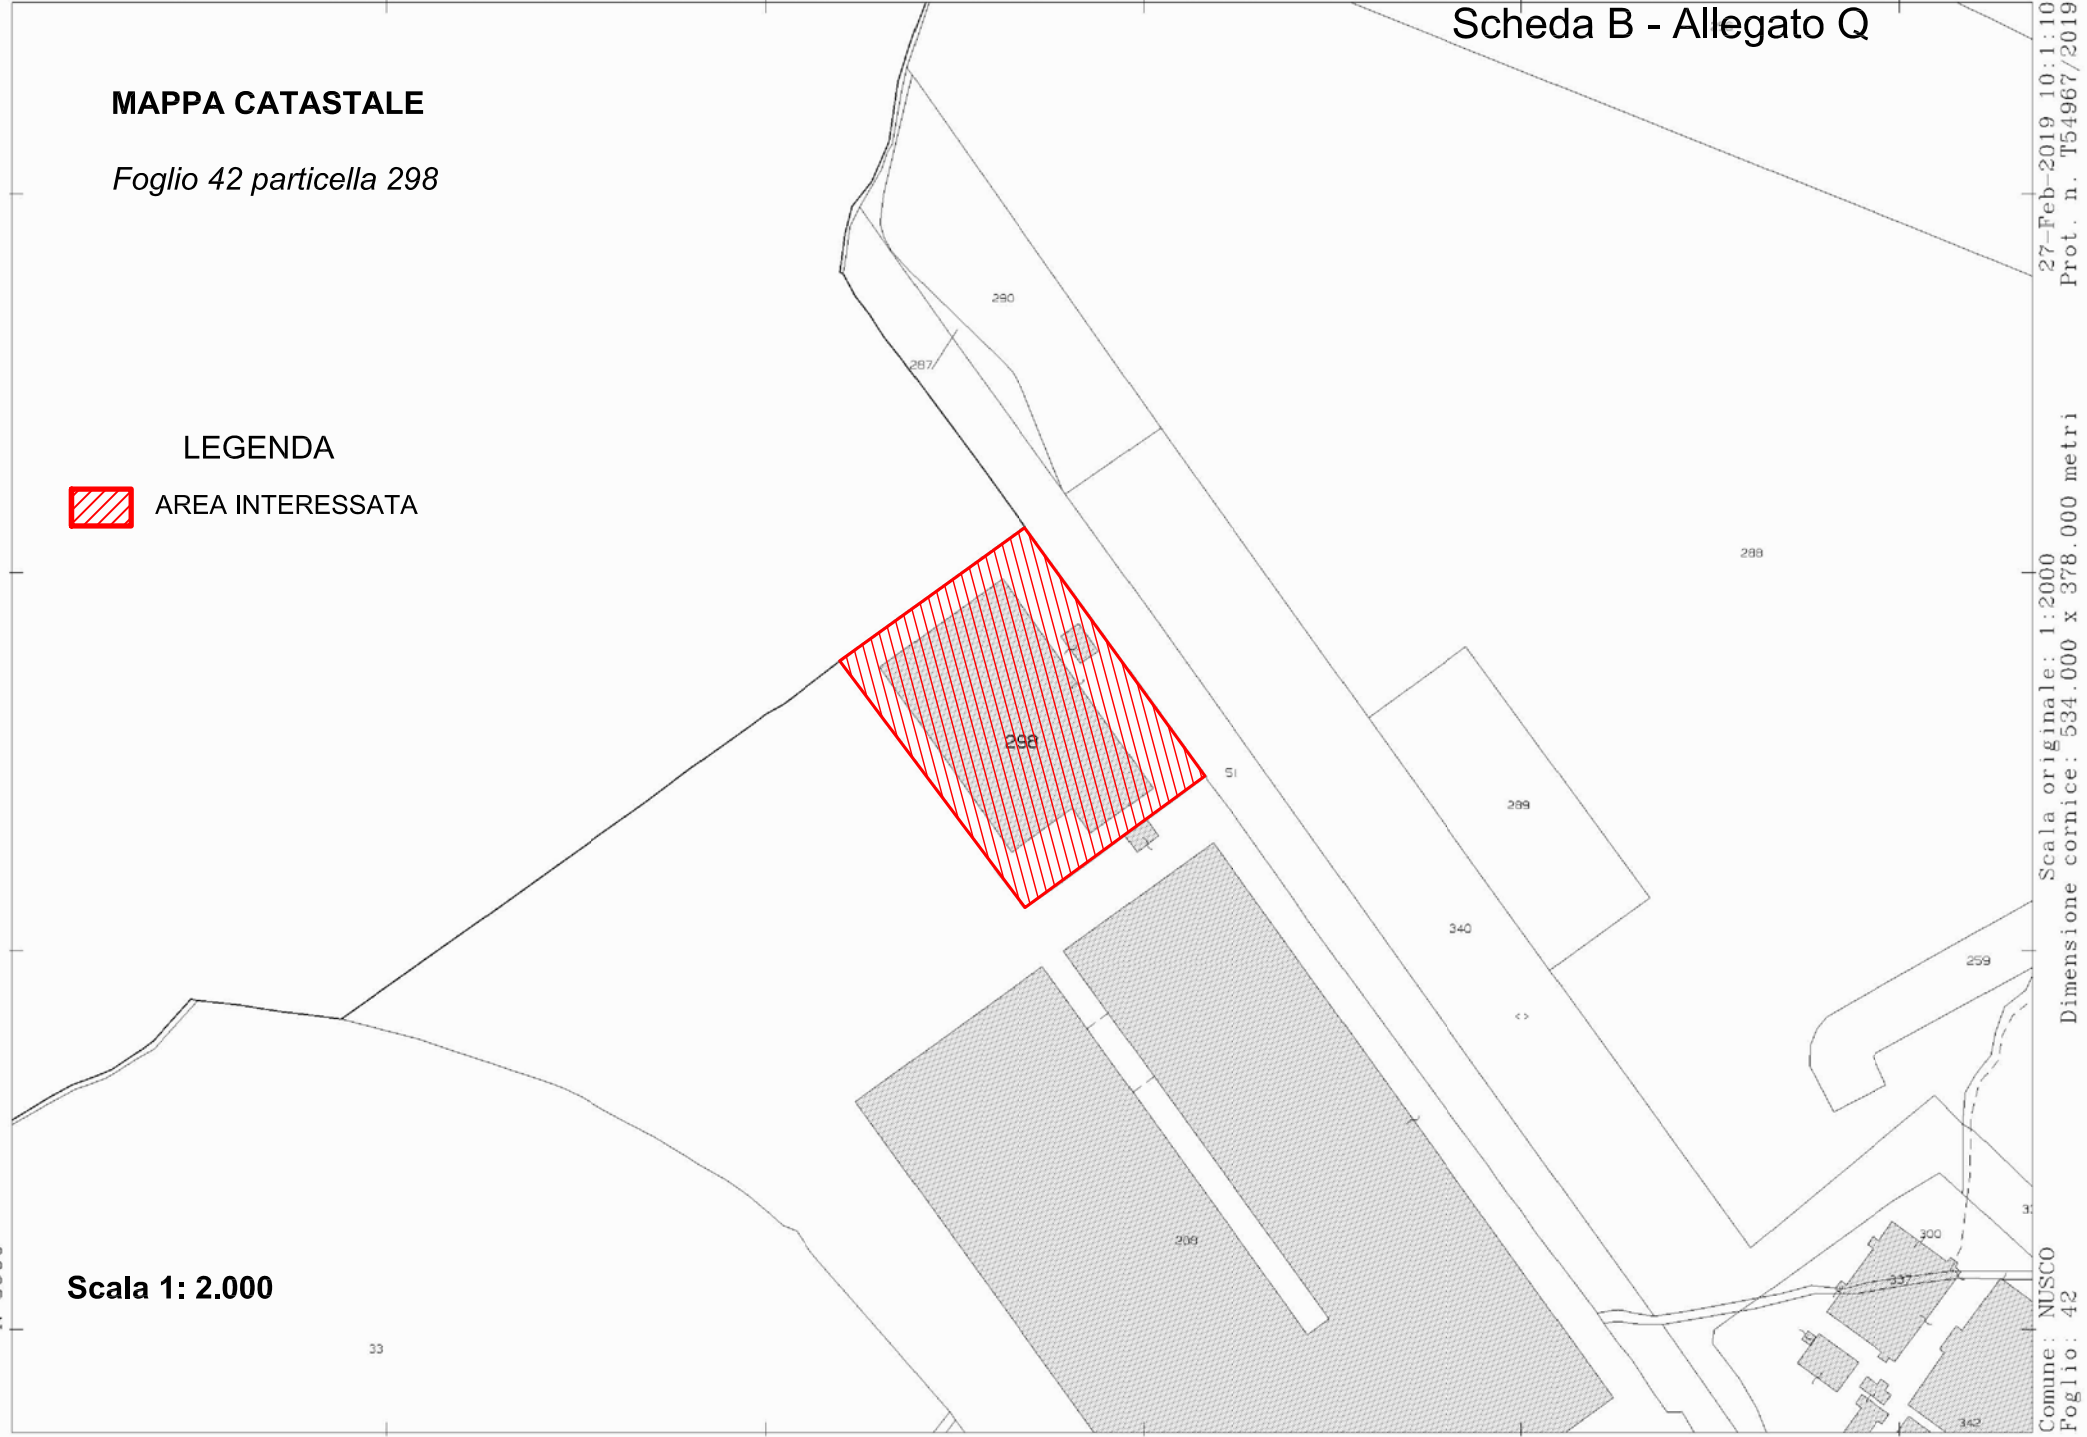 Scheda B - Allegato Q
MAPPA CATASTALE
Foglio 42 particella 298
LEGENDA
AREA INTERESSATA
290
287
288
298
51
289
340
259
208
300
337
342
33
Scala 1: 2.000
27-Feb-2019 10:1:10
Prot. n. T54967/2019
Scala originale: 1:2000
Dimensione cornice: 534.000 x 378.000 metri
Comune: NUSCO
Foglio: 42